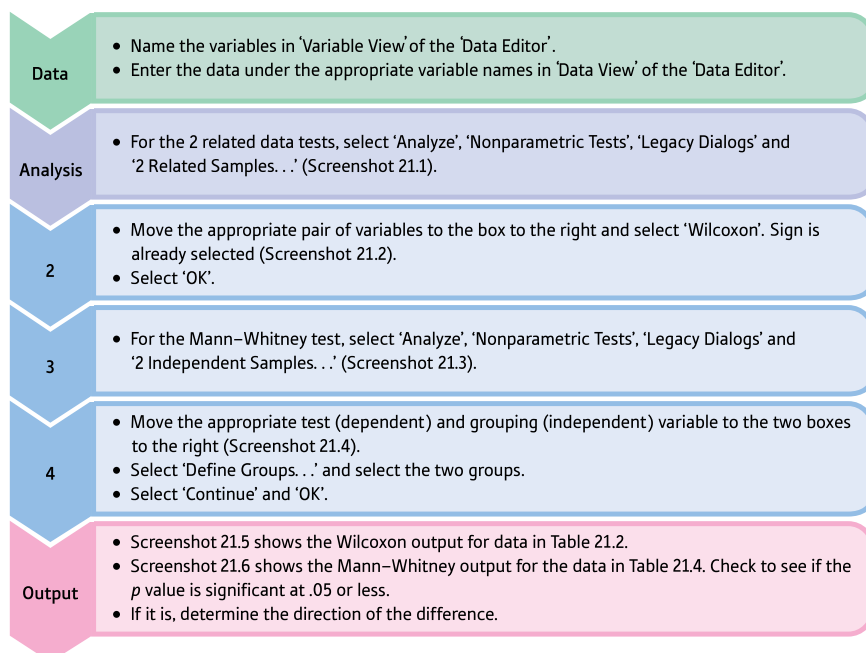 Data
• Name the variables in ‘Variable View’ of the ‘Data Editor’.
• Enter the data under the appropriate variable names in ‘Data View’ of the ‘Data Editor’.
Analysis
• For the 2 related data tests, select ‘Analyze’, ‘Nonparametric Tests’, ‘Legacy Dialogs’ and
‘2 Related Samples. . .’ (Screenshot 21.1).
2
• Move the appropriate pair of variables to the box to the right and select ‘Wilcoxon’. Sign is
already selected (Screenshot 21.2).
• Select ‘OK’.
3
• For the Mann–Whitney test, select ‘Analyze’, ‘Nonparametric Tests’, ‘Legacy Dialogs’ and
‘2 Independent Samples. . .’ (Screenshot 21.3).
4
• Move the appropriate test (dependent) and grouping (independent) variable to the two boxes
to the right (Screenshot 21.4).
• Select ‘Define Groups. . .’ and select the two groups.
• Select ‘Continue’ and ‘OK’.
Output
• Screenshot 21.5 shows the Wilcoxon output for data in Table 21.2.
• Screenshot 21.6 shows the Mann–Whitney output for the data in Table 21.4. Check to see if the
p value is significant at .05 or less.
• If it is, determine the direction of the difference.